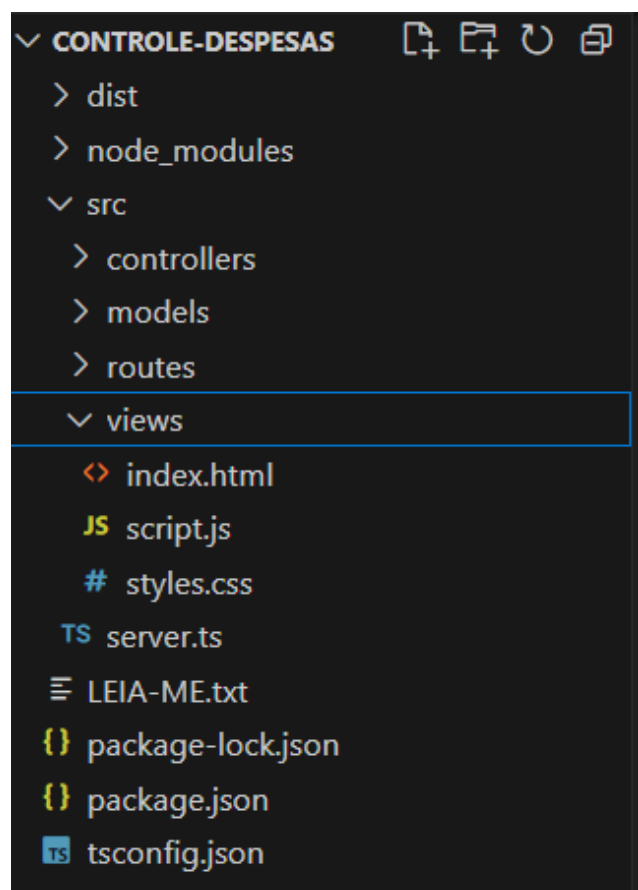 CONTROLE-DESPESAS
dist
node_modules
src
controllers
models
routes
views
<> index.html
JS script.js
# styles.css
TS server.ts
LEIA-ME.txt
{} package-lock.json
{} package.json
TS tsconfig.json